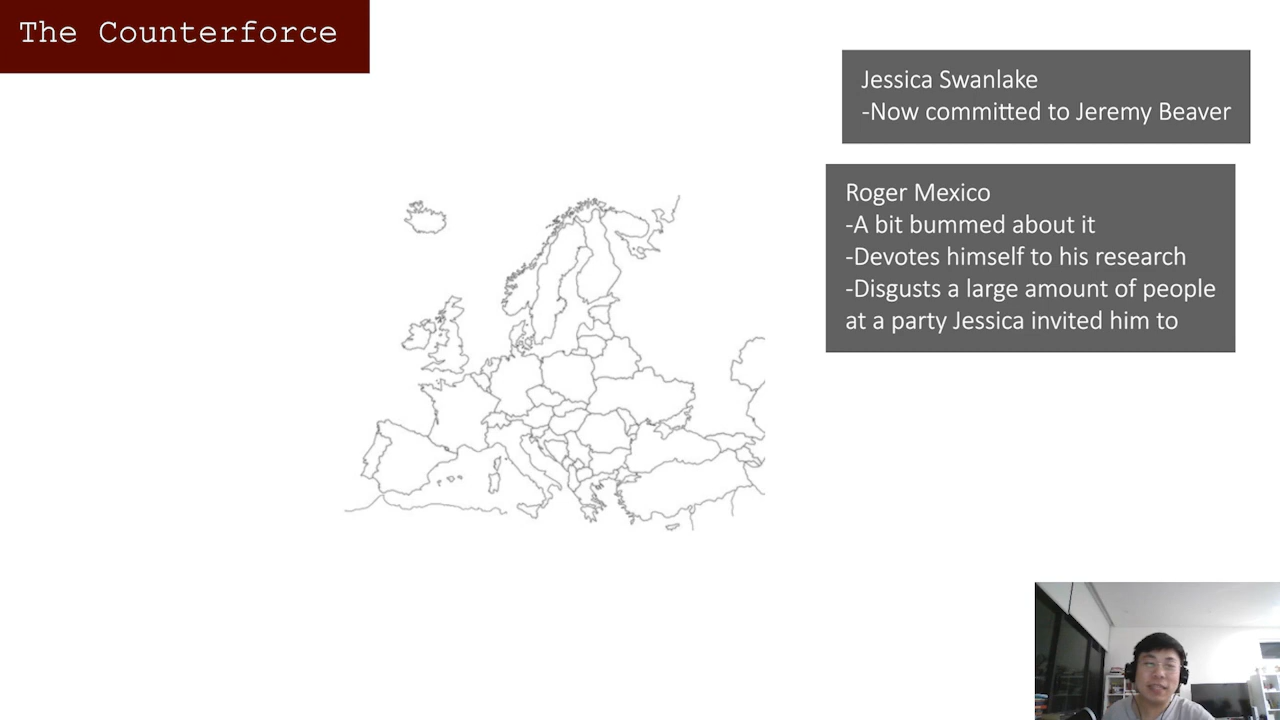 The Counterforce
Jessica Swanlake
-Now committed to Jeremy Beaver
Roger Mexico
-A bit bummed about it
-Devotes himself to his research
-Disgusts a large amount of people
at a party Jessica invited him to